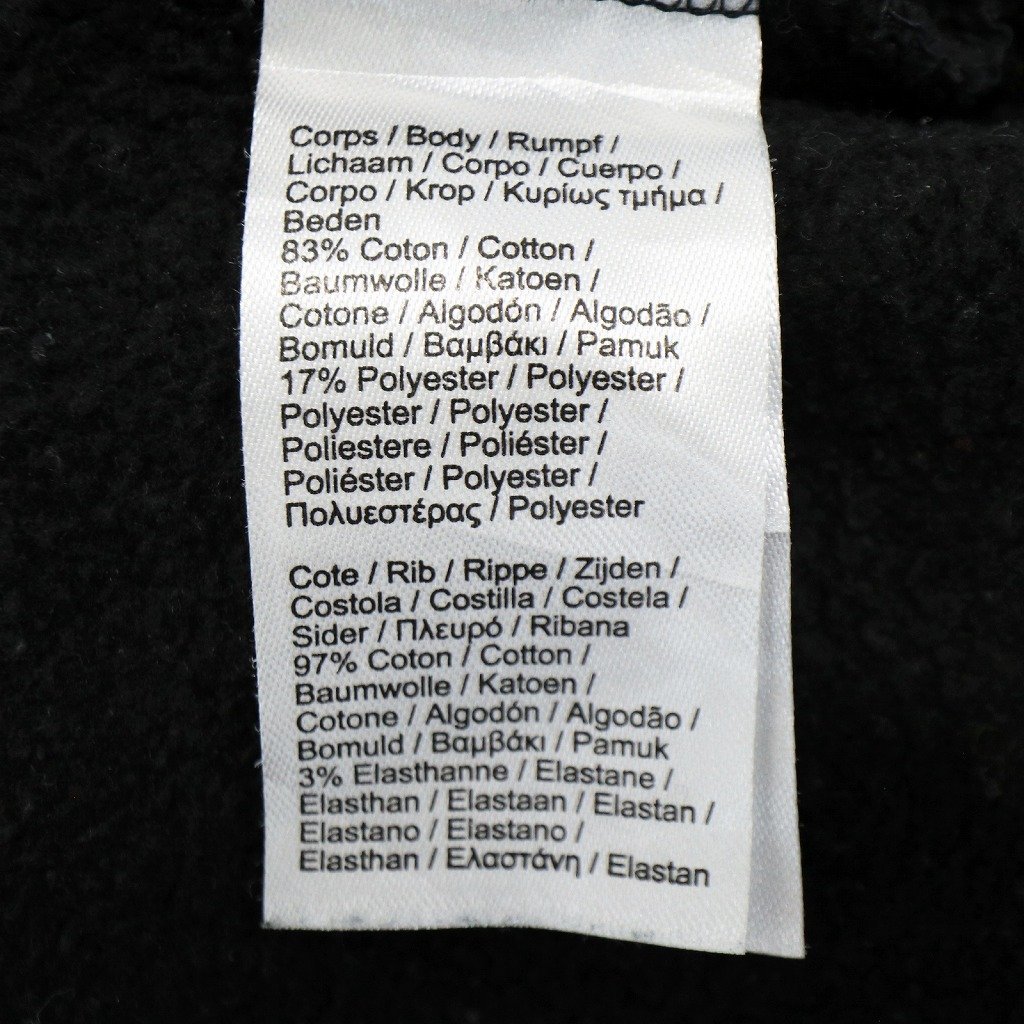 Corps / Body / Rumpf /
Lichaam / Corpo / Cuerpo /
Corpo / Krop / Κυρίως τμήμα /
Beden
83% Coton / Cotton /
Baumwolle / Katoen /
Cotone / Algodón / Algodão /
Bomuld / Βαμβάκι / Pamuk
17% Polyester / Polyester /
Polyester / Polyester /
Poliestere / Poliéster /
Poliéster / Polyester /
Πολυεστέρας / Polyester
Cote / Rib / Rippe / Zijden /
Costola / Costilla / Costela /
Sider / Πλευρό / Ribana
97% Coton / Cotton /
Baumwolle / Katoen /
Cotone / Algodón / Algodão /
Bomuld / Βαμβάκι / Pamuk
3% Elasthanne / Elastane /
Elasthan / Elastaan / Elastan /
Elastano / Elastano /
Elasthan / Ελαστάνη / Elastan